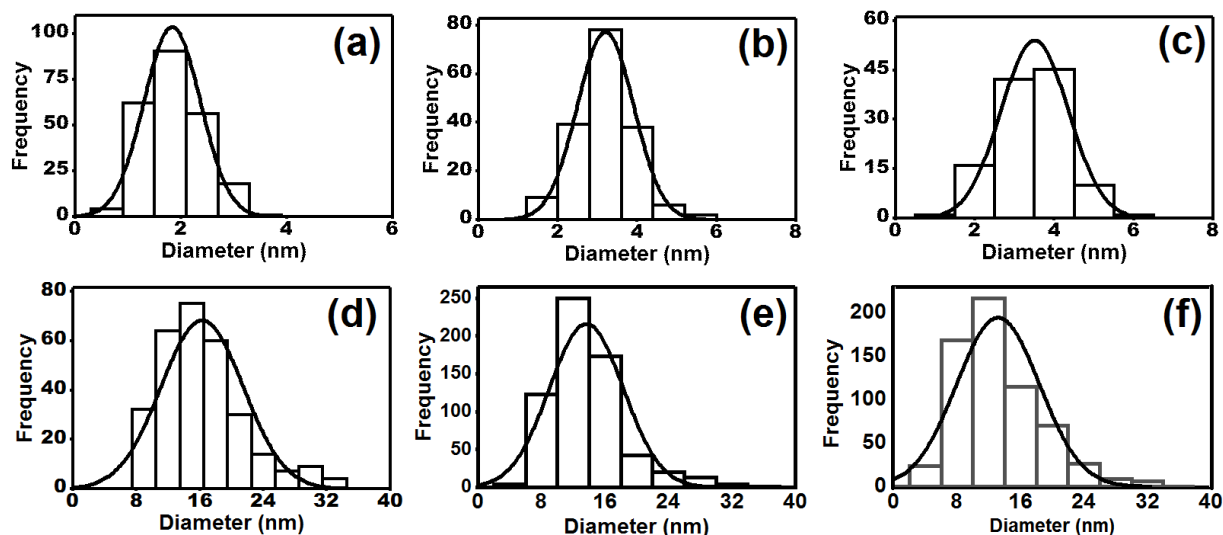 (a)
Frequency
100
75
50
25
0
0 2 4 6
Diameter (nm)
(b)
Frequency
80
60
40
20
0
0 2 4 6 8
Diameter (nm)
(c)
Frequency
60
45
30
15
0
0 2 4 6 8
Diameter (nm)
(d)
Frequency
80
60
40
20
0
0 8 16 24 32 40
Diameter (nm)
(e)
Frequency
250
200
150
100
50
0
0 8 16 24 32 40
Diameter (nm)
(f)
Frequency
200
150
100
50
0
0 8 16 24 32 40
Diameter (nm)